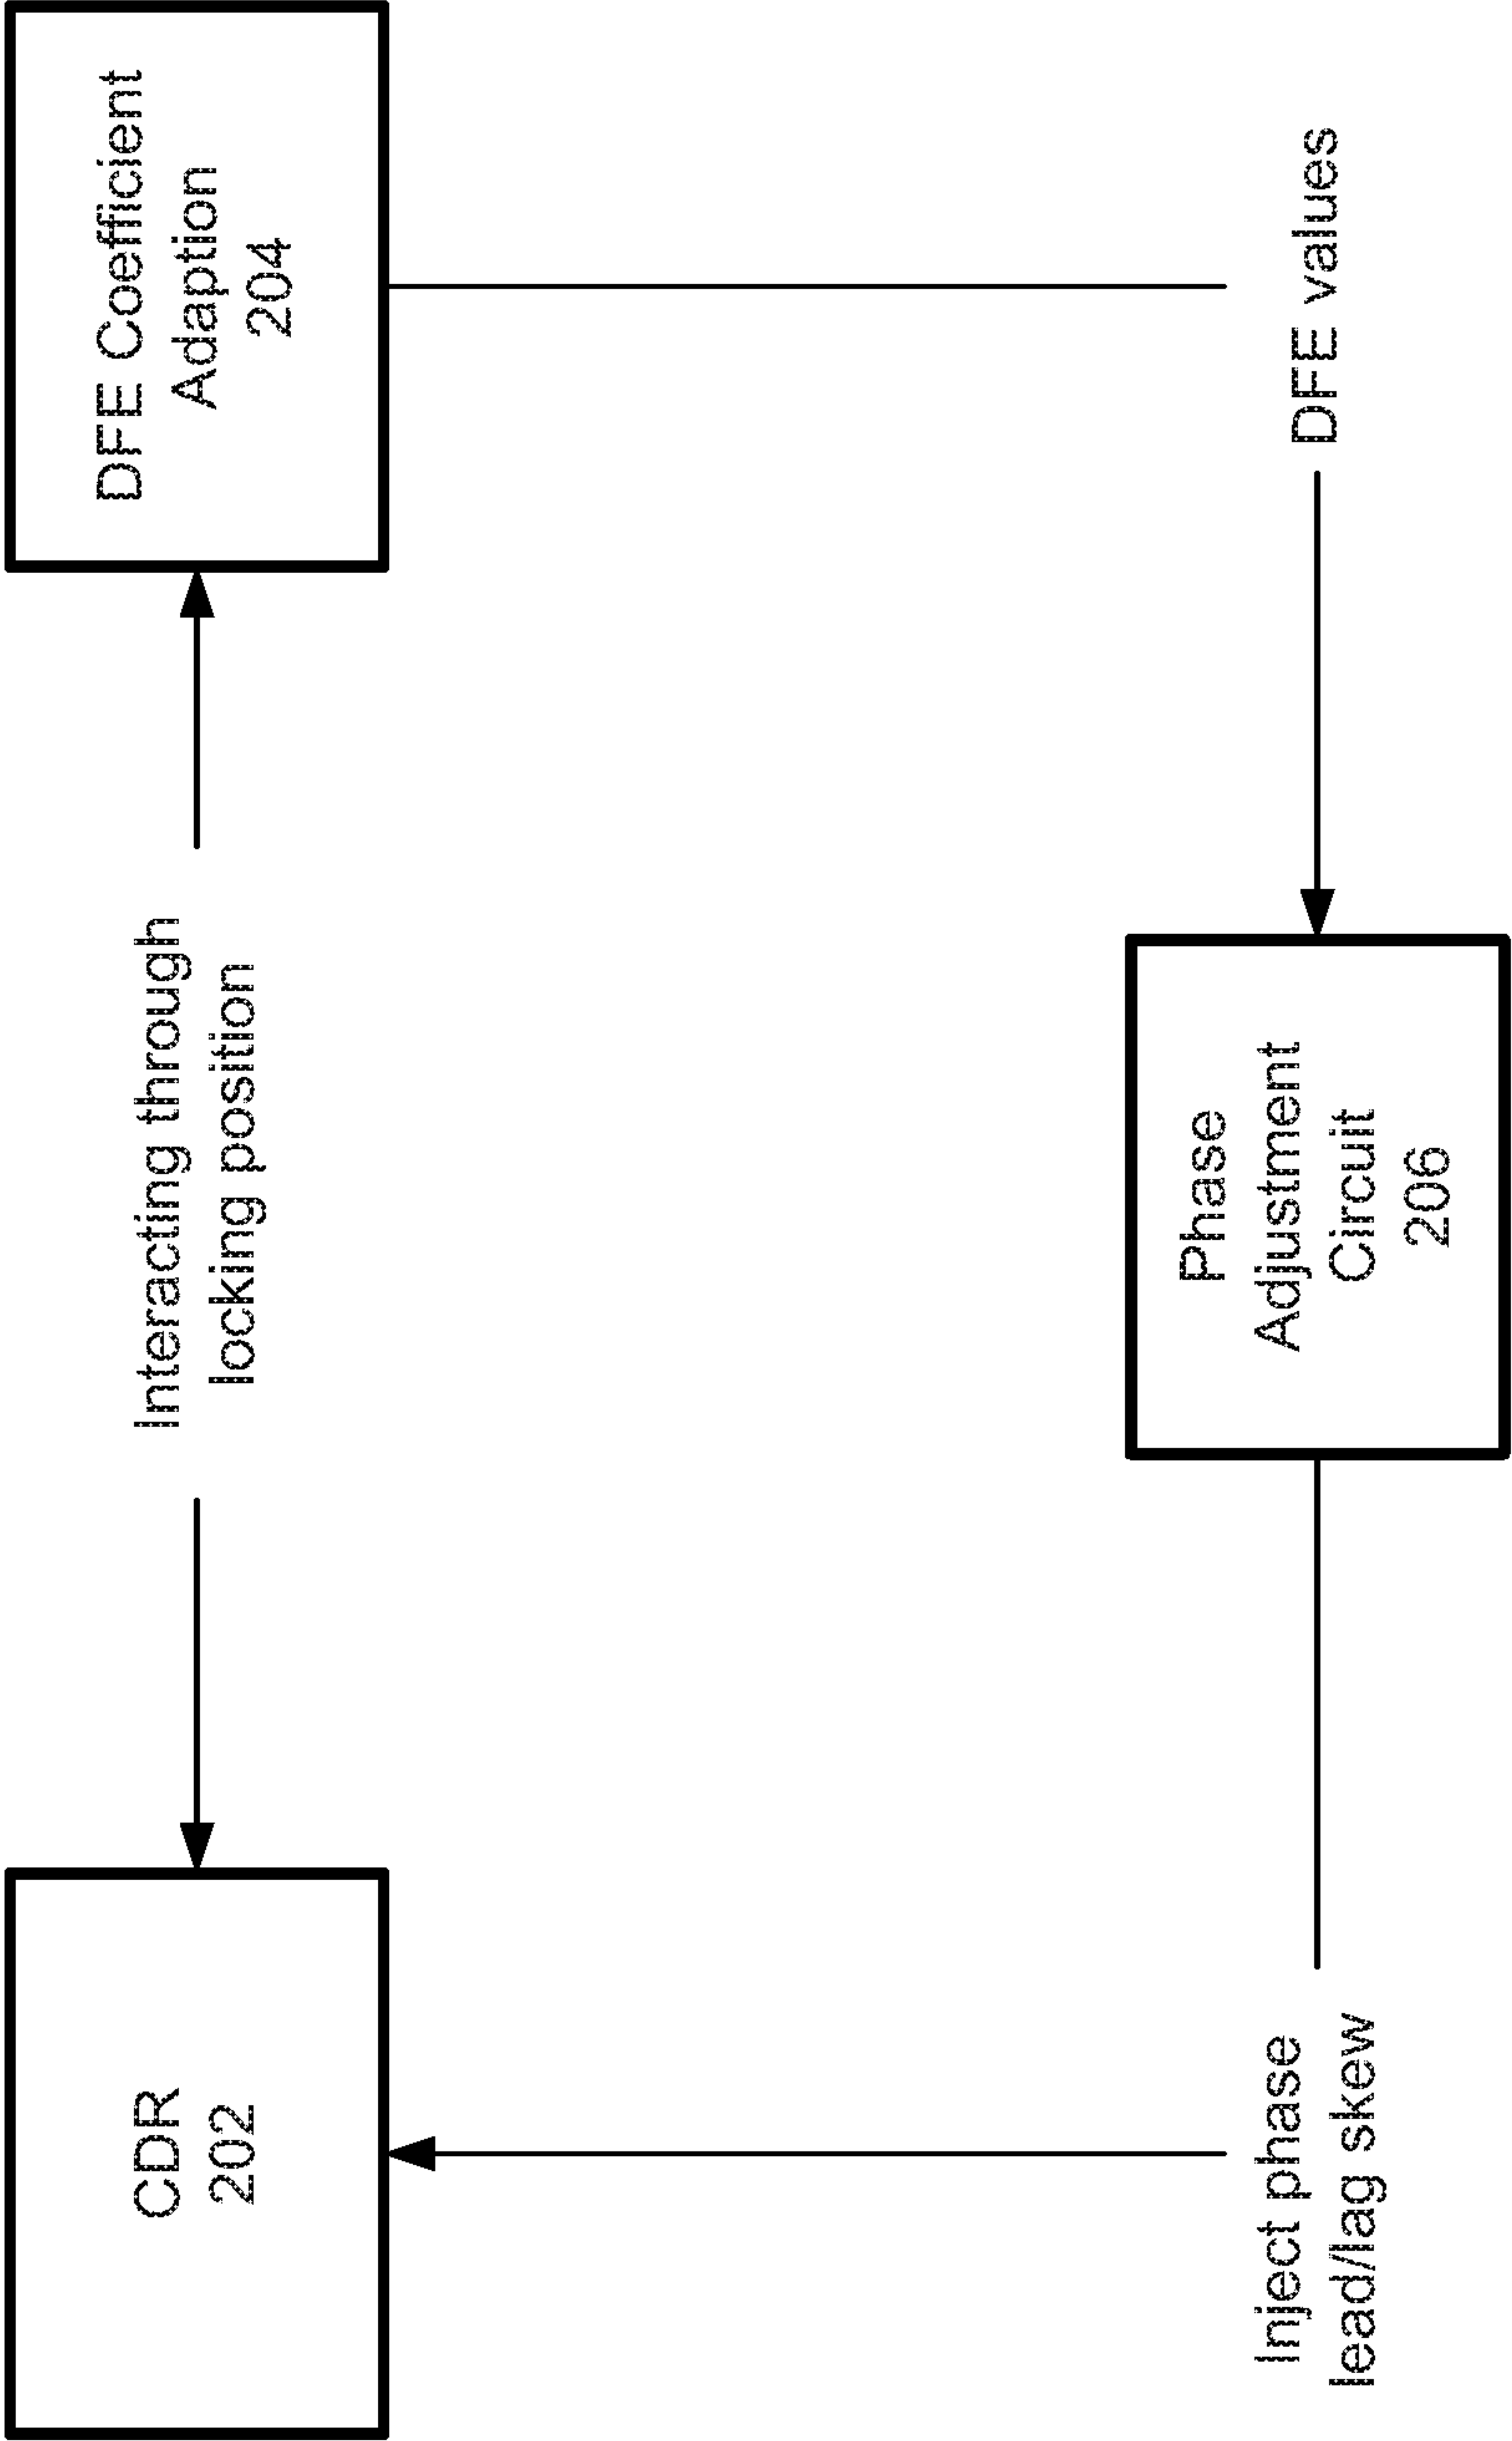 CDR
202
Interacting through
locking position
DFE Coefficient
Adaption
204
Inject phase
lead/lag skew
Phase
Adjustment
Circuit
206
DFE values